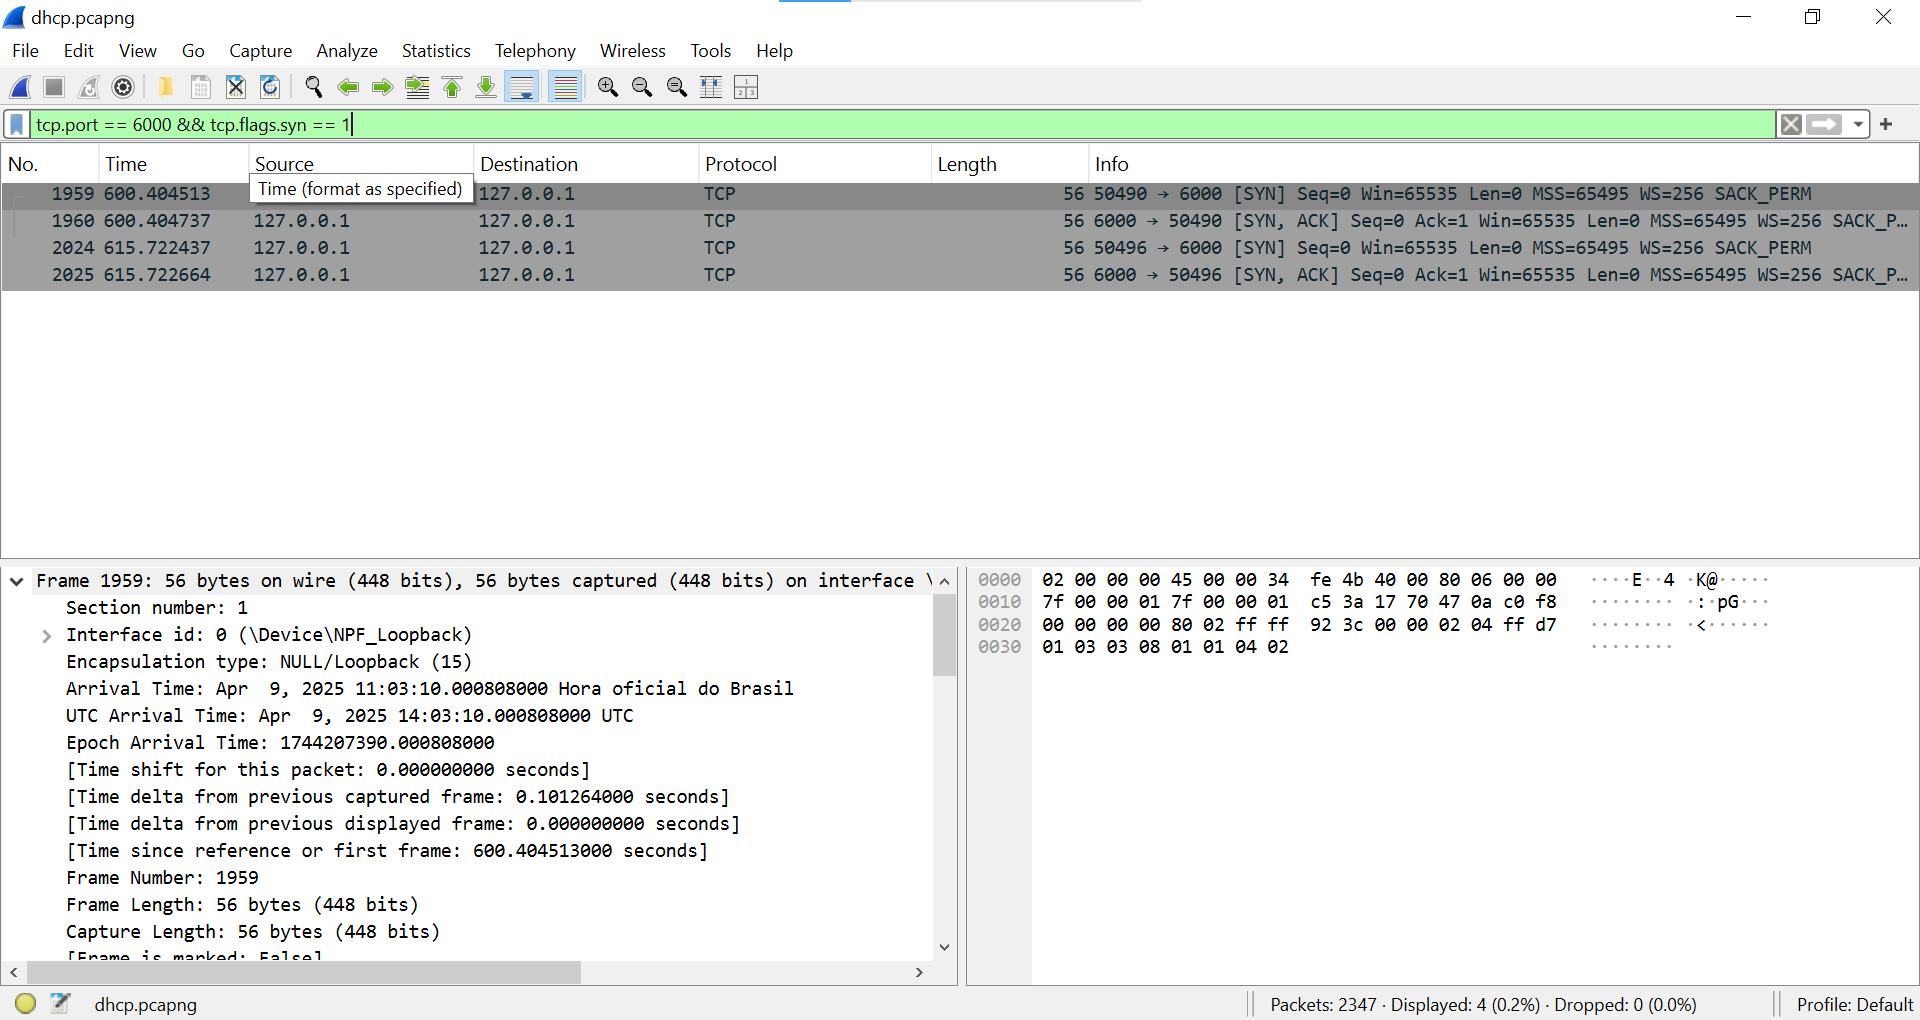 dhcp.pcapng
File Edit View Go Capture Analyze Statistics Telephony Wireless Tools Help
tcp.port == 6000 && tcp.flags.syn == 1
No. Time Source Destination Protocol Length Info
Time (format as specified)
1959 600.404513 127.0.0.1 TCP 56 50490 → 6000 [SYN] Seq=0 Win=65535 Len=0 MSS=65495 WS=256 SACK_PERM
1960 600.404737 127.0.0.1 127.0.0.1 TCP 56 6000 → 50490 [SYN, ACK] Seq=0 Ack=1 Win=65535 Len=0 MSS=65495 WS=256 SACK_P…
2024 615.722437 127.0.0.1 127.0.0.1 TCP 56 50496 → 6000 [SYN] Seq=0 Win=65535 Len=0 MSS=65495 WS=256 SACK_PERM
2025 615.722664 127.0.0.1 127.0.0.1 TCP 56 6000 → 50496 [SYN, ACK] Seq=0 Ack=1 Win=65535 Len=0 MSS=65495 WS=256 SACK_P…
Frame 1959: 56 bytes on wire (448 bits), 56 bytes captured (448 bits) on interface \
Section number: 1
Interface id: 0 (\Device\NPF_Loopback)
Encapsulation type: NULL/Loopback (15)
Arrival Time: Apr  9, 2025 11:03:10.000808000 Hora oficial do Brasil
UTC Arrival Time: Apr  9, 2025 14:03:10.000808000 UTC
Epoch Arrival Time: 1744207390.000808000
[Time shift for this packet: 0.000000000 seconds]
[Time delta from previous captured frame: 0.101264000 seconds]
[Time delta from previous displayed frame: 0.000000000 seconds]
[Time since reference or first frame: 600.404513000 seconds]
Frame Number: 1959
Frame Length: 56 bytes (448 bits)
Capture Length: 56 bytes (448 bits)
[Frame is marked: False]
0000 02 00 00 00 45 00 00 34 fe 4b 40 00 80 06 00 00 ····E··4 ·K@·····
0010 7f 00 00 01 7f 00 00 01 c5 3a 17 70 47 0a c0 f8 ········ ·:·pG···
0020 00 00 00 00 80 02 ff ff 92 3c 00 00 02 04 ff d7 ········ ·<······
0030 01 03 03 08 01 01 04 02 ········
dhcp.pcapng
Packets: 2347 · Displayed: 4 (0.2%) · Dropped: 0 (0.0%)
Profile: Default